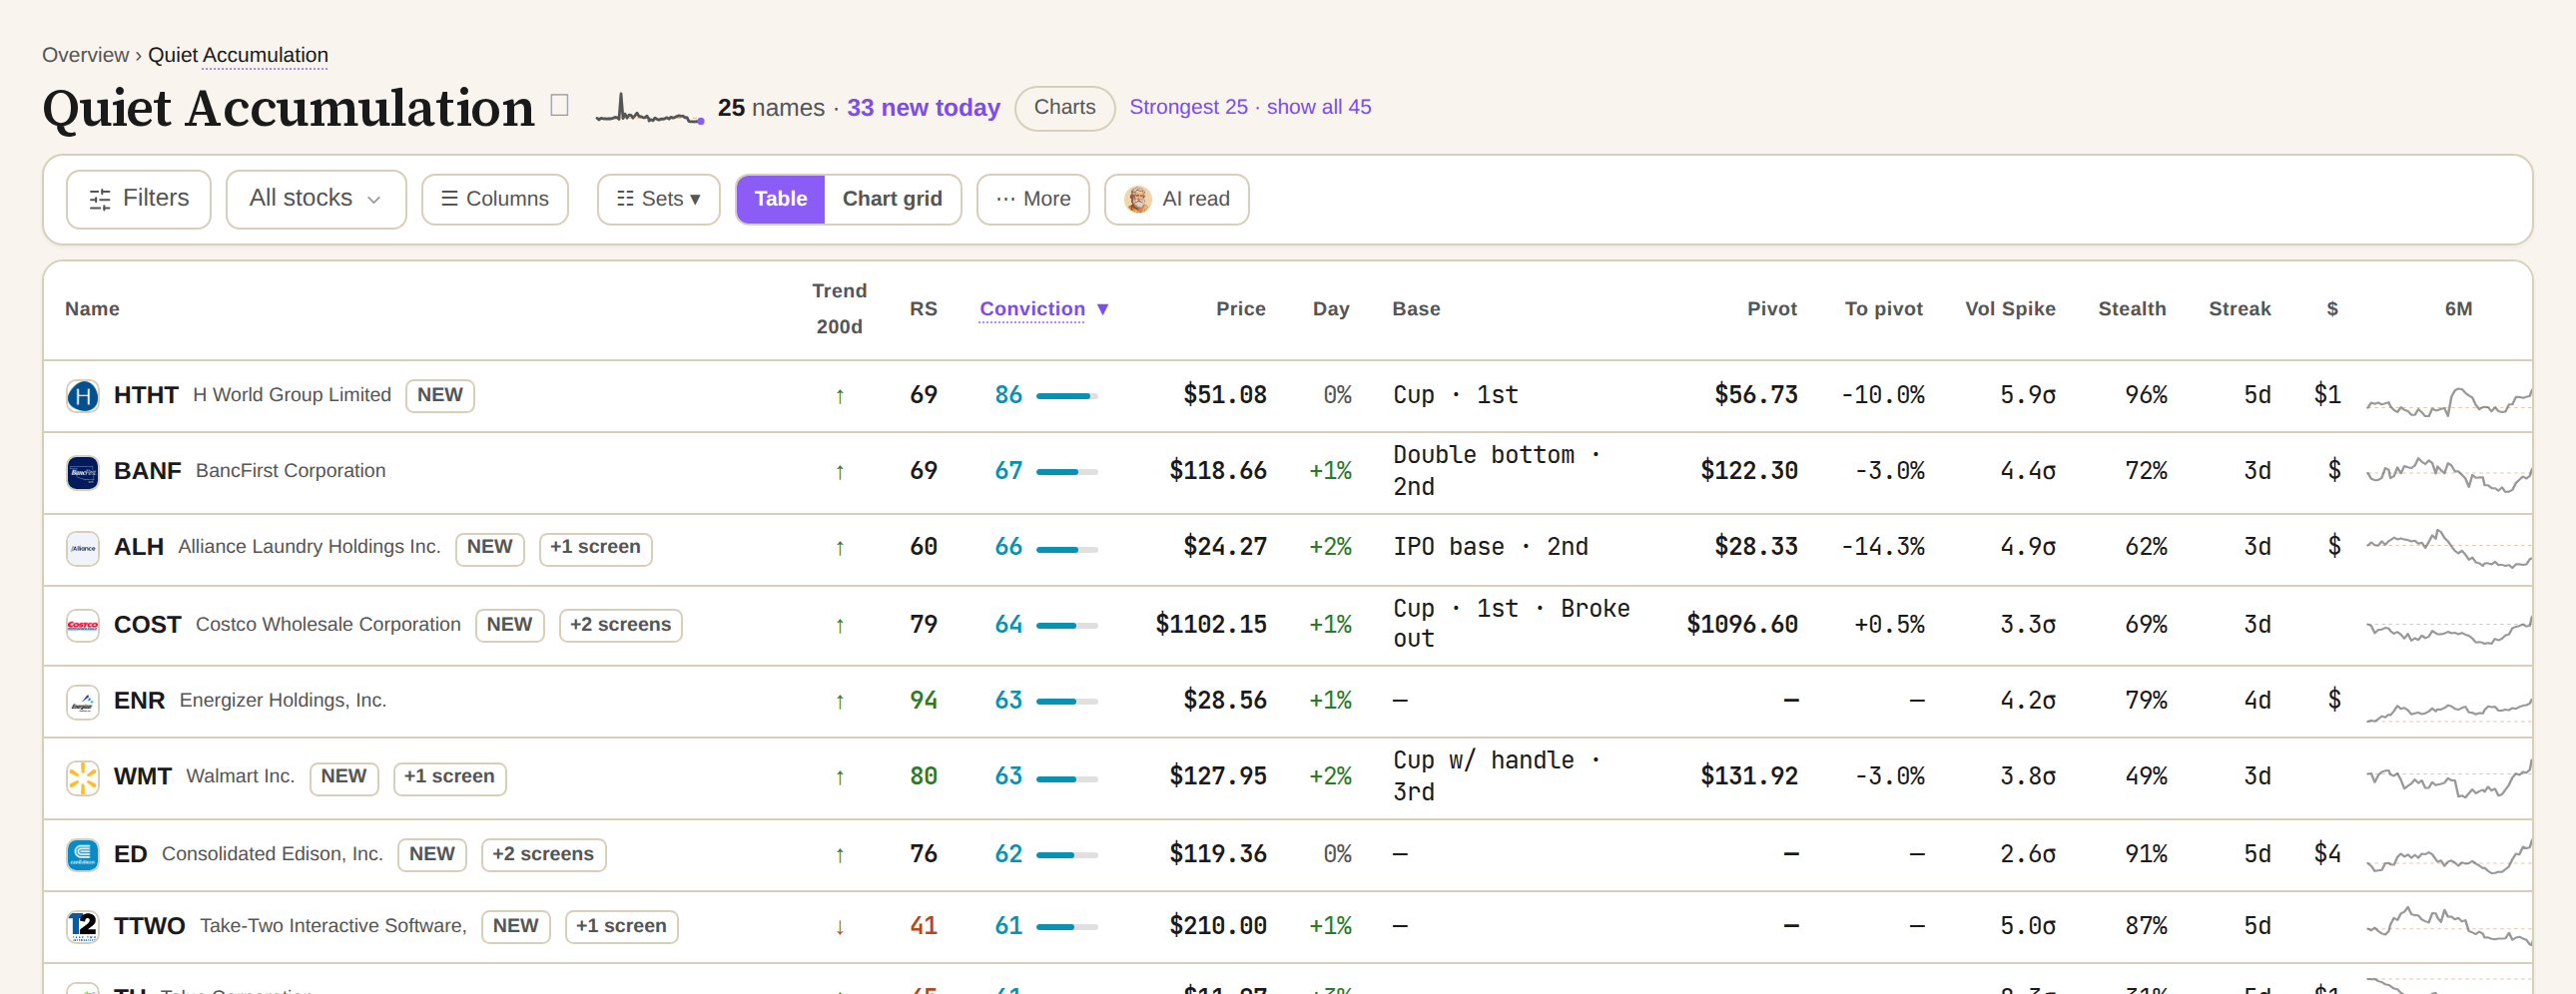 Overview › Quiet Accumulation
Quiet Accumulation 25 names · 33 new today Charts Strongest 25 · show all 45
Filters All stocks Columns Sets ▾ Table Chart grid ··· More AI read
Name Trend 200d RS Conviction ▼ Price Day Base Pivot To pivot Vol Spike Stealth Streak $ 6M
HTHT H World Group Limited NEW ↑ 69 86 $51.08 0% Cup · 1st $56.73 -10.0% 5.9σ 96% 5d $1
BANF BancFirst Corporation ↑ 69 67 $118.66 +1% Double bottom · 2nd $122.30 -3.0% 4.4σ 72% 3d $
ALH Alliance Laundry Holdings Inc. NEW +1 screen ↑ 60 66 $24.27 +2% IPO base · 2nd $28.33 -14.3% 4.9σ 62% 3d $
COST Costco Wholesale Corporation NEW +2 screens ↑ 79 64 $1102.15 +1% Cup · 1st · Broke out $1096.60 +0.5% 3.3σ 69% 3d
ENR Energizer Holdings, Inc. ↑ 94 63 $28.56 +1% — — — 4.2σ 79% 4d $
WMT Walmart Inc. NEW +1 screen ↑ 80 63 $127.95 +2% Cup w/ handle · 3rd $131.92 -3.0% 3.8σ 49% 3d
ED Consolidated Edison, Inc. NEW +2 screens ↑ 76 62 $119.36 0% — — — 2.6σ 91% 5d $4
TTWO Take-Two Interactive Software, NEW +1 screen ↓ 41 61 $210.00 +1% — — — 5.0σ 87% 5d